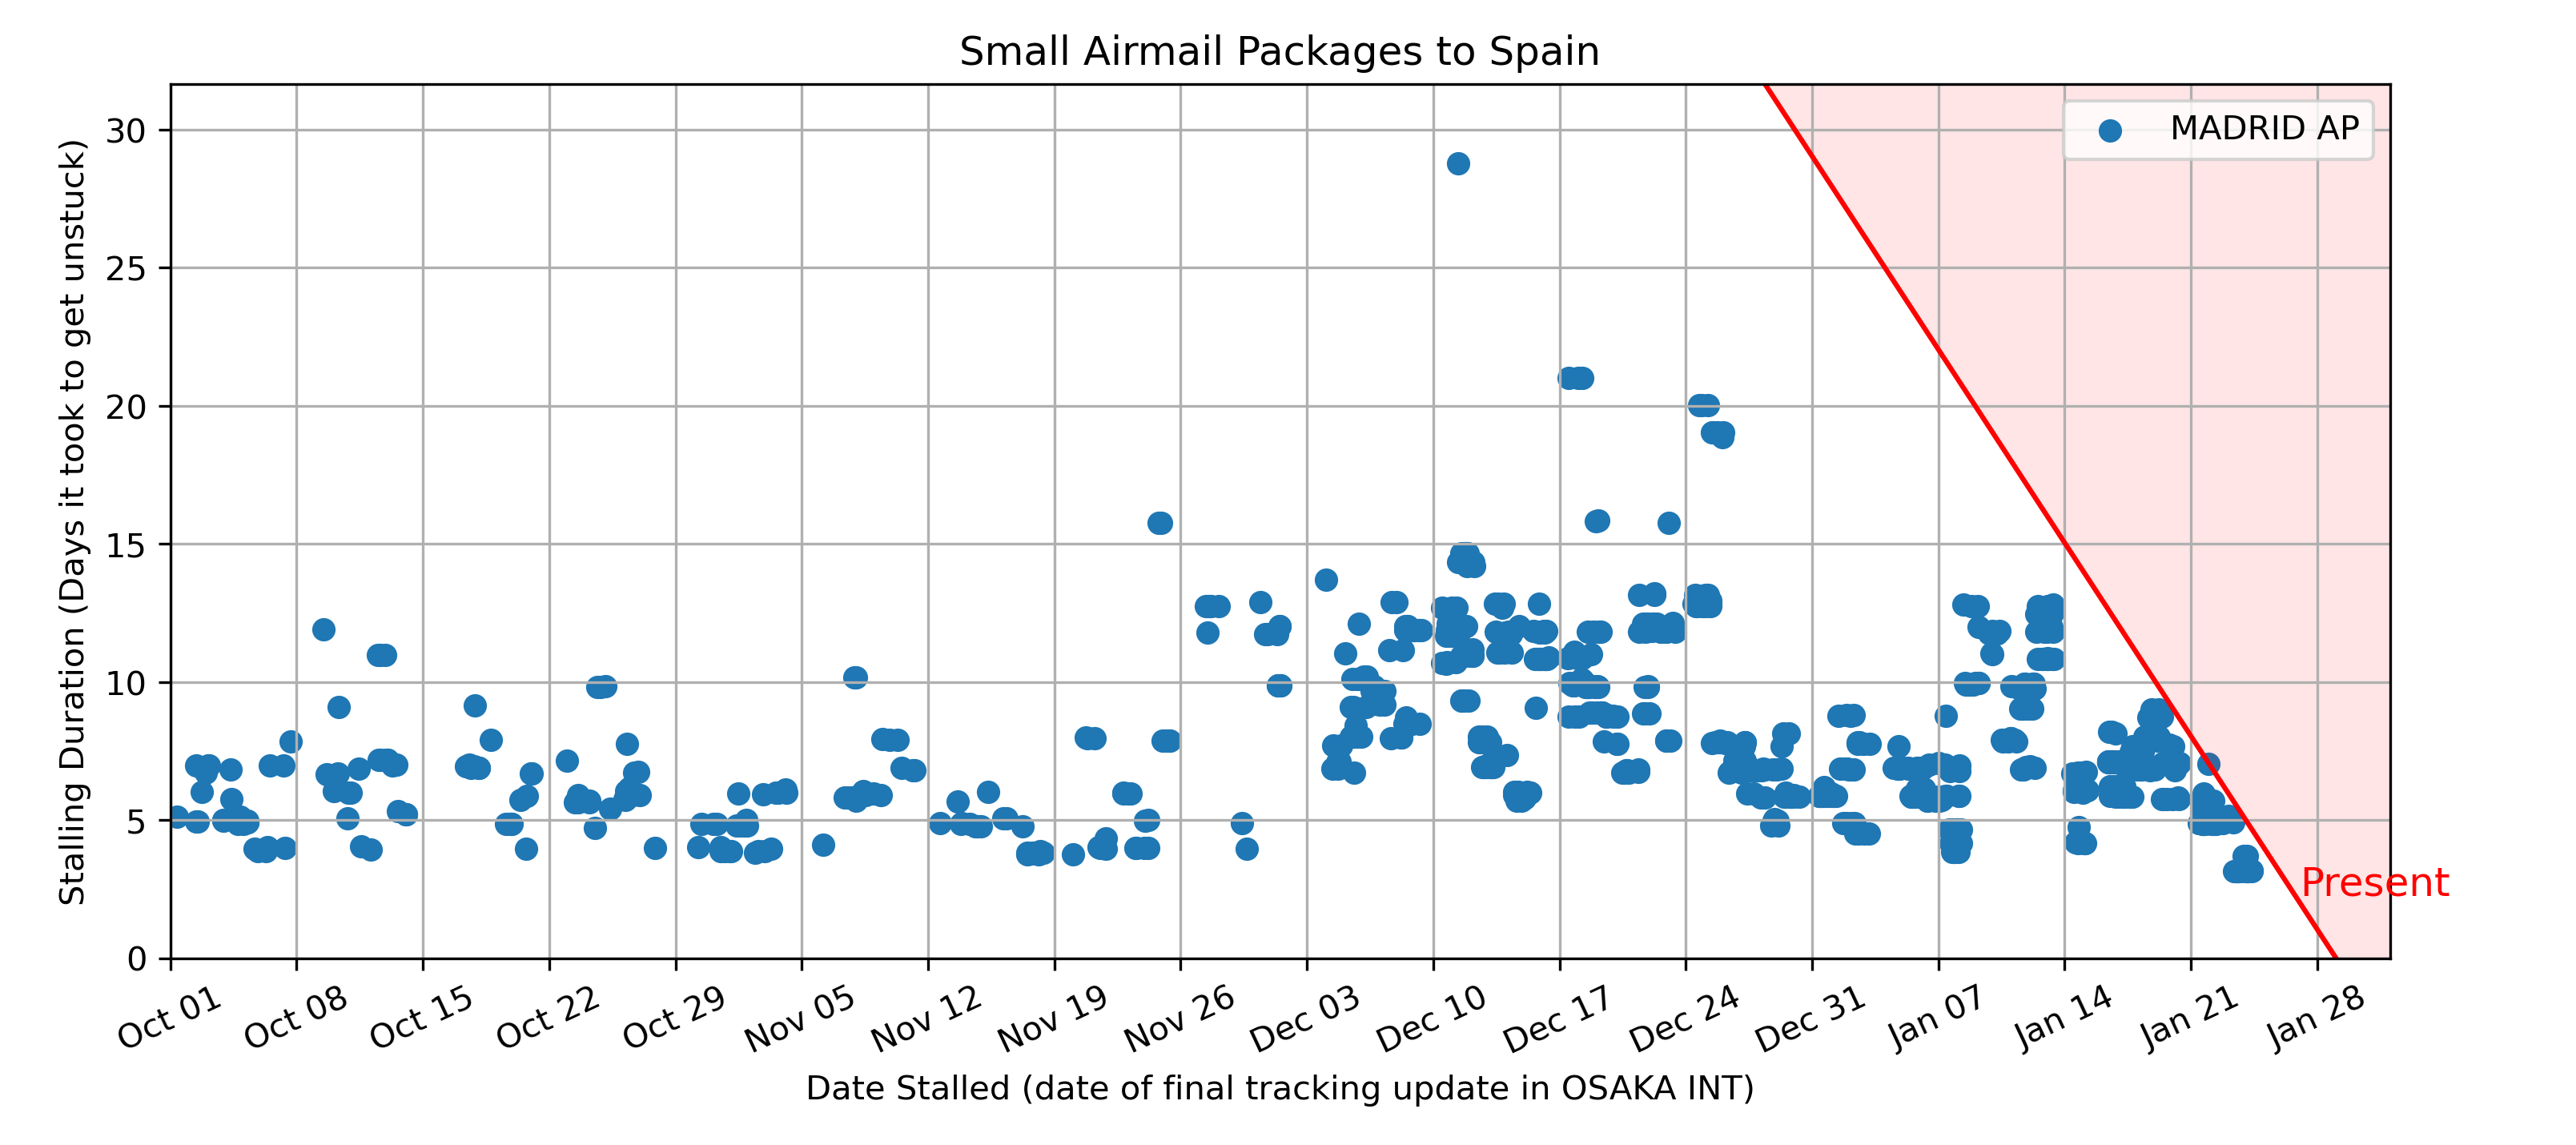 Small Airmail Packages to Spain
MADRID AP
Stalling Duration (Days it took to get unstuck)
30
25
20
15
10
5
0
Present
Oct 01
Oct 08
Oct 15
Oct 22
Oct 29
Nov 05
Nov 12
Nov 19
Nov 26
Dec 03
Dec 10
Dec 17
Dec 24
Dec 31
Jan 07
Jan 14
Jan 21
Jan 28
Date Stalled (date of final tracking update in OSAKA INT)